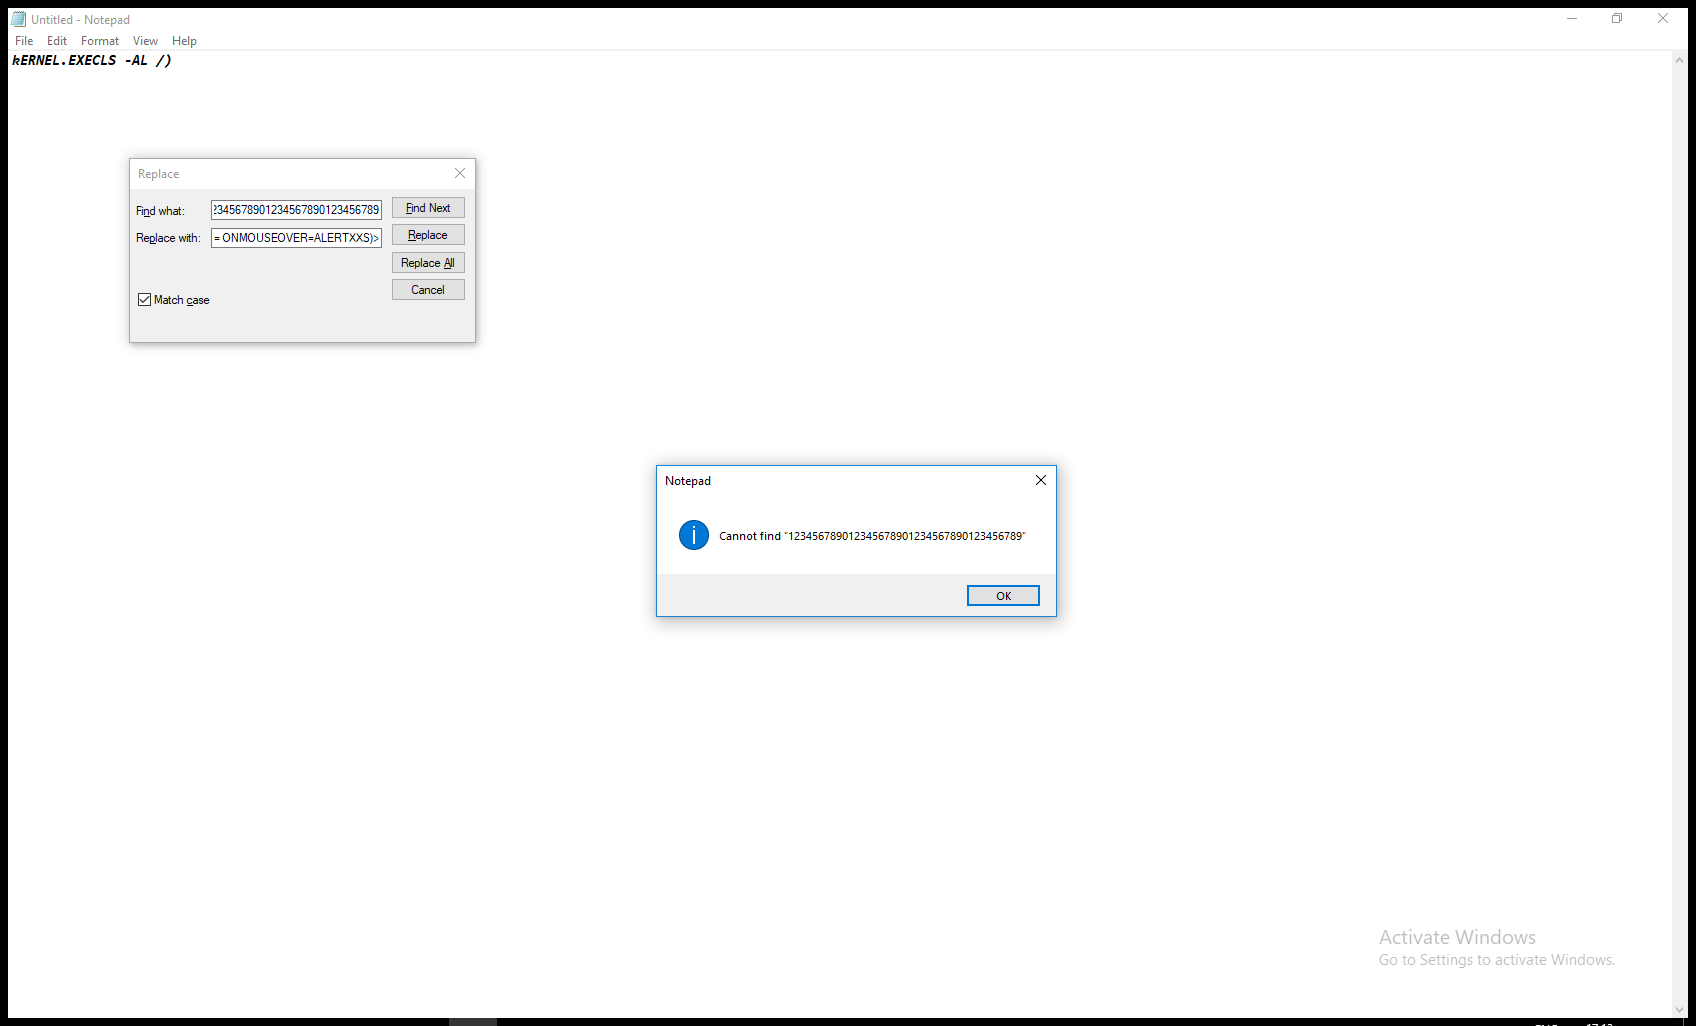 Untitled - Notepad
File Edit Format View Help
kERNEL.EXECLS -AL /)
Replace
Find what: 2345678901234567890123456789
Find Next
Replace with: = ONMOUSEOVER=ALERTXXS)>
Replace
Replace All
Cancel
Match case
Notepad
Cannot find "123456789012345678901234567890123456789"
OK
Activate Windows
Go to Settings to activate Windows.